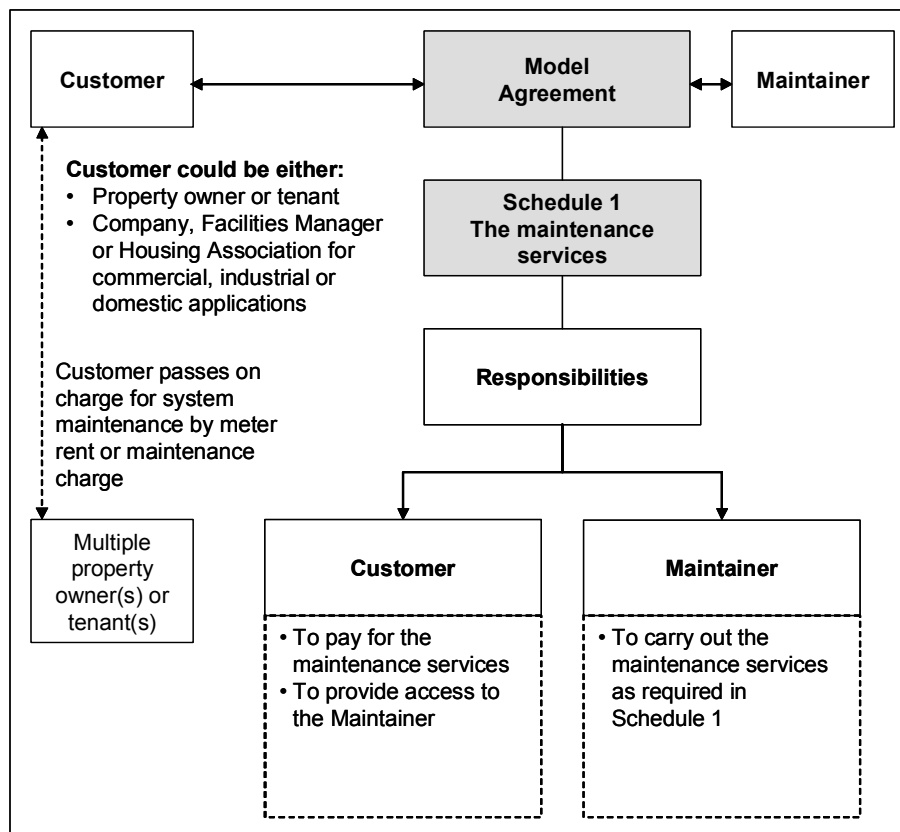 Customer
Model
Agreement
Maintainer
Customer could be either:
• Property owner or tenant
• Company, Facilities Manager
or Housing Association for
commercial, industrial or
domestic applications
Schedule 1
The maintenance
services
Customer passes on
charge for system
maintenance by meter
rent or maintenance
charge
Responsibilities
Multiple
property
owner(s) or
tenant(s)
Customer
• To pay for the
maintenance services
• To provide access to
the Maintainer
Maintainer
• To carry out the
maintenance services
as required in
Schedule 1